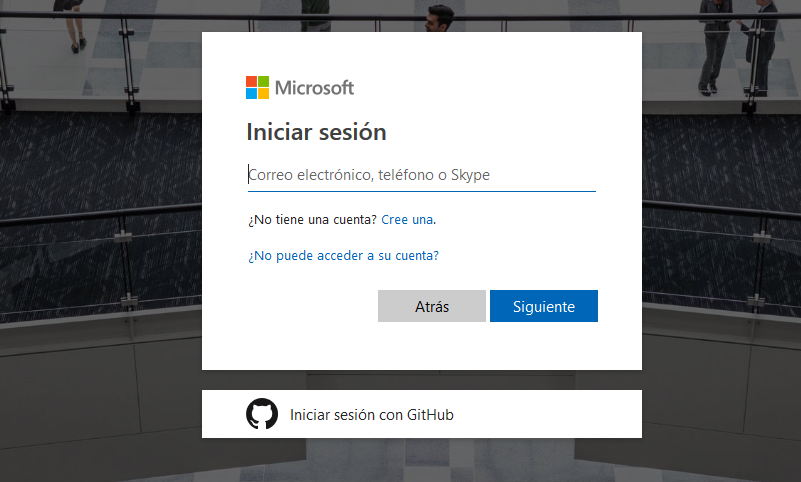 Microsoft
Iniciar sesión
Correo electrónico, teléfono o Skype
¿No tiene una cuenta? Cree una.
¿No puede acceder a su cuenta?
Atrás Siguiente
Iniciar sesión con GitHub